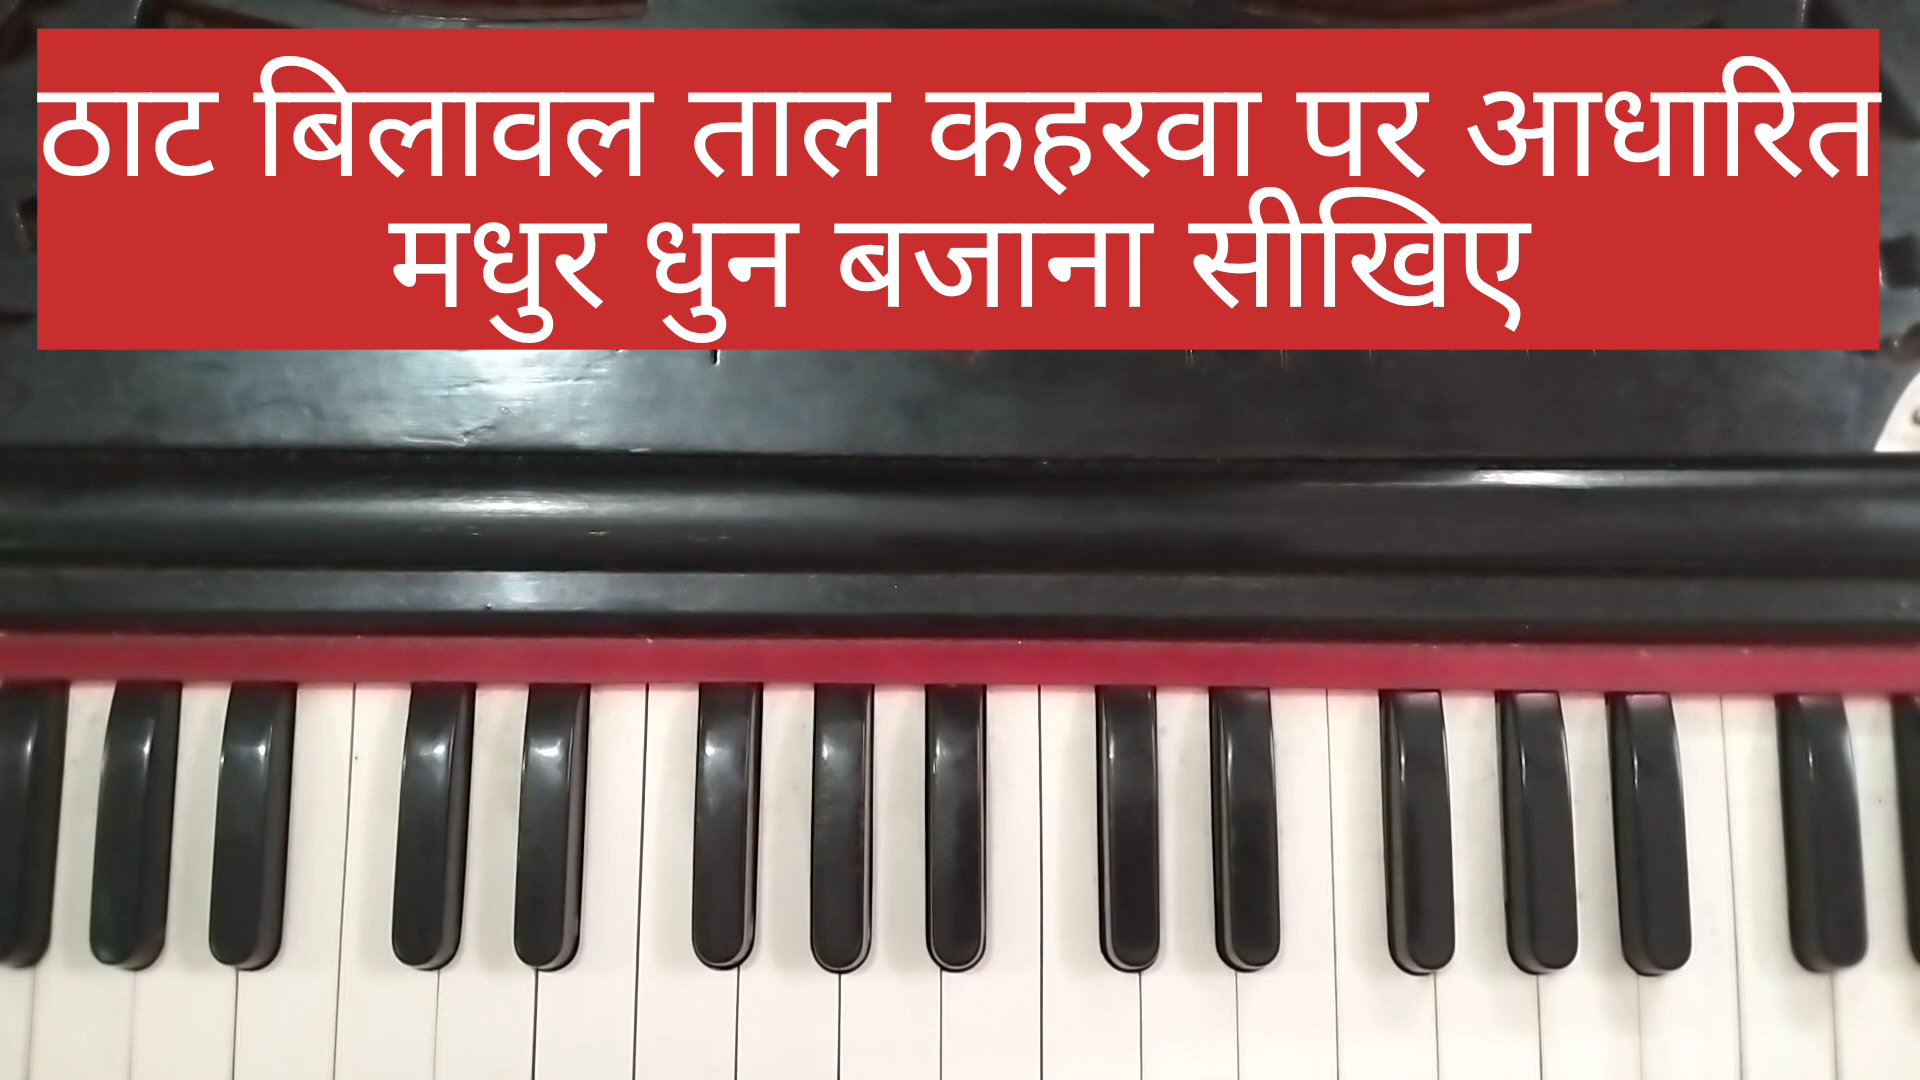 ठाट बिलावल ताल कहरवा पर आधारित
मधुर धुन बजाना सीखिए